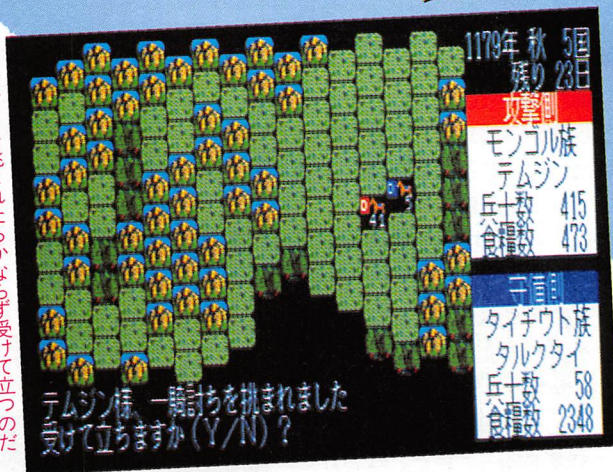 1179年 秋 5国
残り 23日
攻撃側
モンゴル族
テムジン
兵士数 415
食糧数 473
守備側
タイチウト族
タルクタイ
兵士数 58
食糧数 2348
テムジン様、一騎討ちを挑まれました
受けて立ちますか(Y/N)?
かならず受けて立つのだ